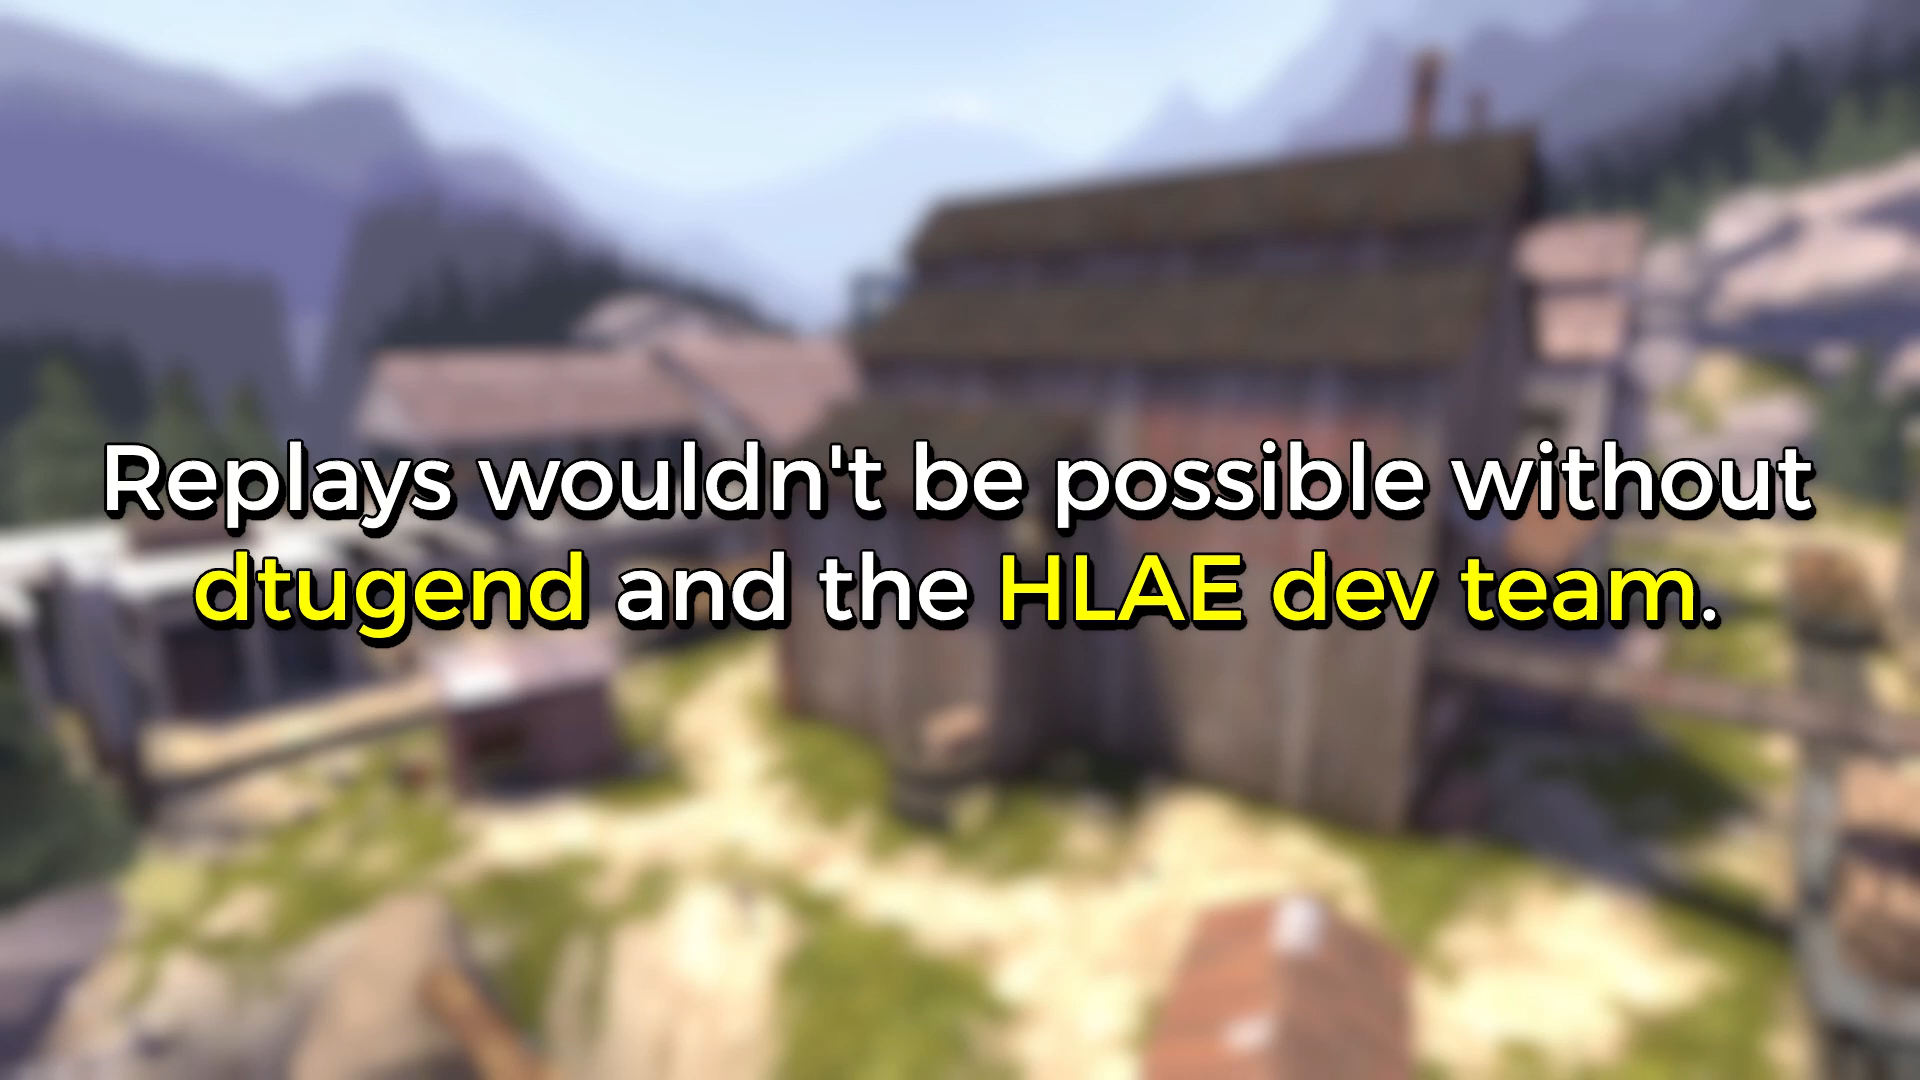 Replays wouldn't be possible without
dtugend and the HLAE dev team.